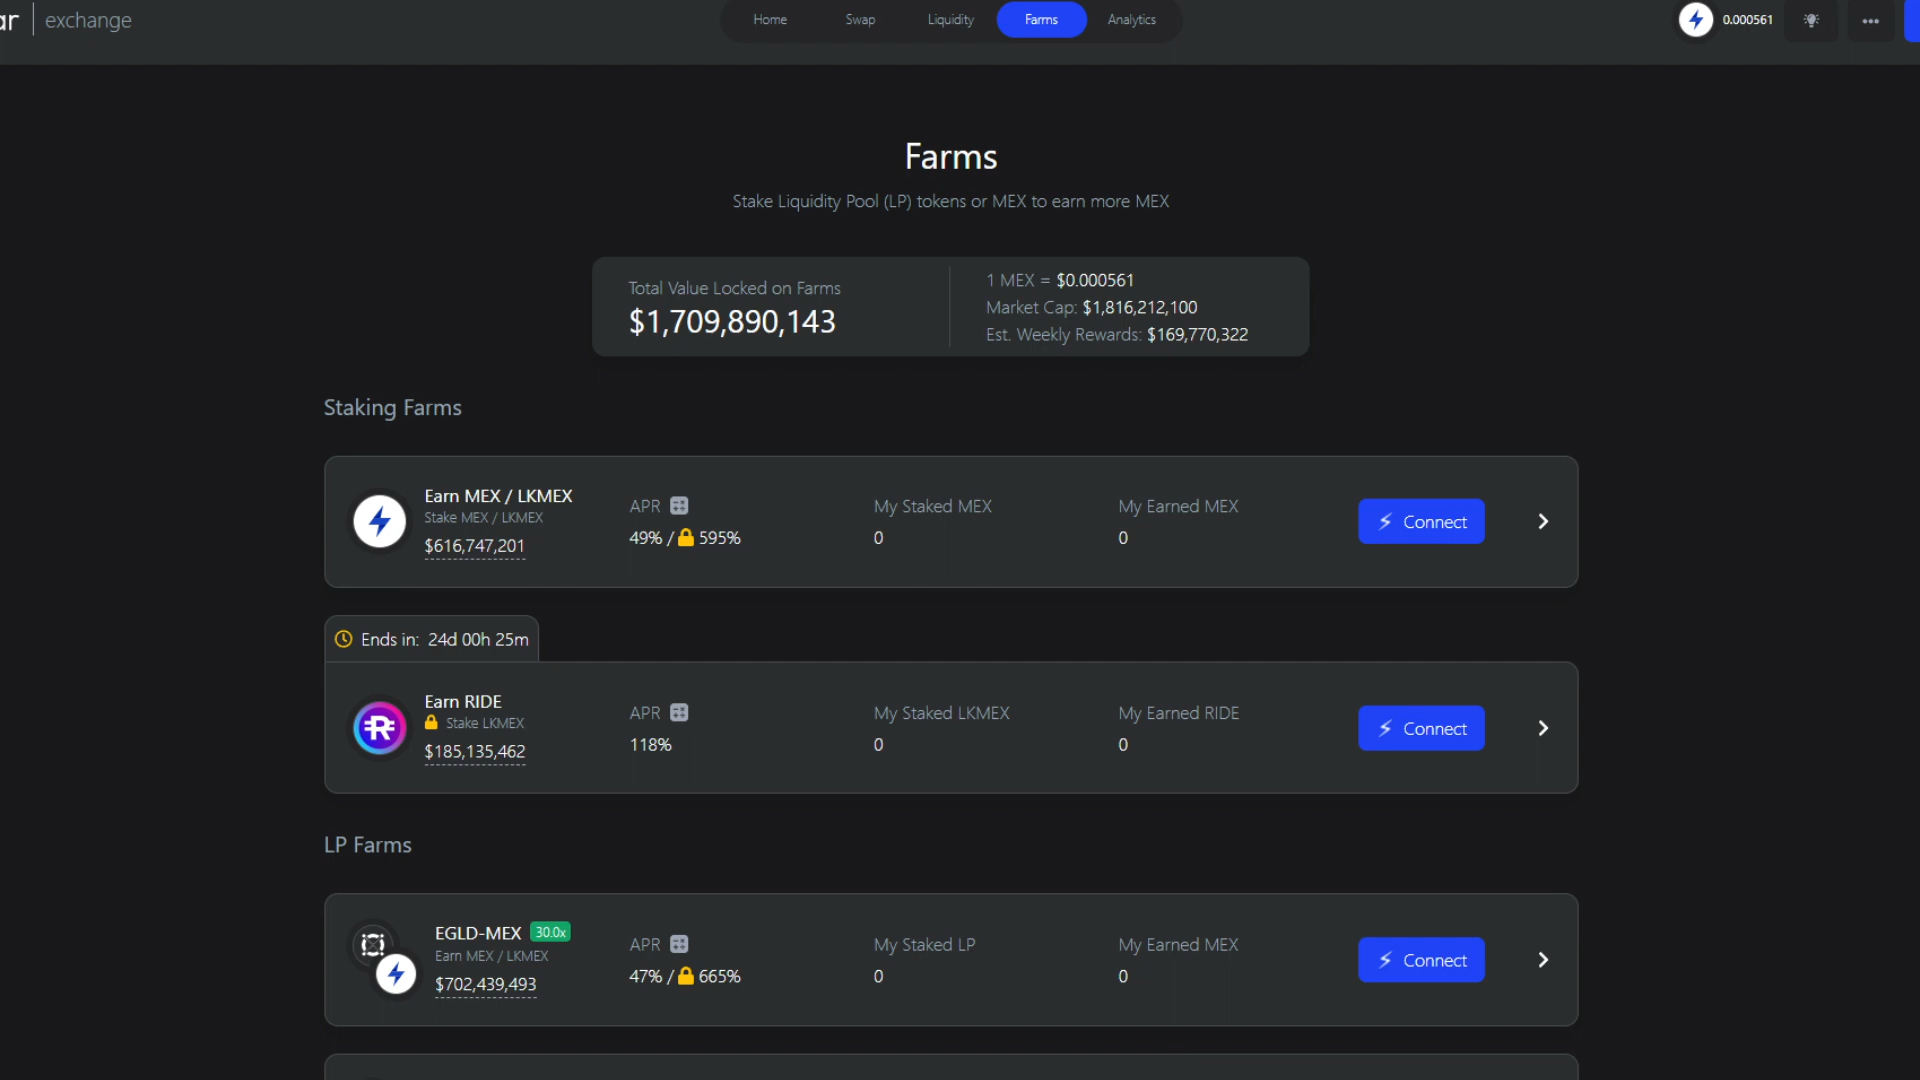 ar exchange
Home Swap Liquidity Farms Analytics
0.000561
Farms
Stake Liquidity Pool (LP) tokens or MEX to earn more MEX
Total Value Locked on Farms
$1,709,890,143
1 MEX = $0.000561
Market Cap: $1,816,212,100
Est. Weekly Rewards: $169,770,322
Staking Farms
Earn MEX / LKMEX
Stake MEX / LKMEX
$616,747,201
APR
49% / 595%
My Staked MEX
0
My Earned MEX
0
Connect
Ends in: 24d 00h 25m
Earn RIDE
Stake LKMEX
$185,135,462
APR
118%
My Staked LKMEX
0
My Earned RIDE
0
Connect
LP Farms
EGLD-MEX 30.0x
Earn MEX / LKMEX
$702,439,493
APR
47% / 665%
My Staked LP
0
My Earned MEX
0
Connect